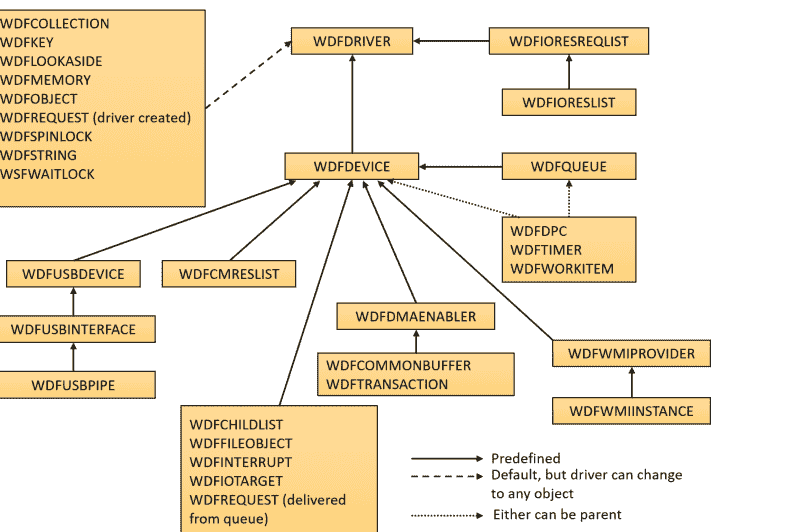 WDFCOLLECTION
WDFKEY
WDFLOOKASIDE
WDFMEMORY
WDFOBJECT
WDFREQUEST (driver created)
WDFSPINLOCK
WDFSTRING
WSFWAITLOCK
WDFDRIVER
WDFIORESREQLIST
WDFIORESLIST
WDFDEVICE
WDFQUEUE
WDFDPC
WDFTIMER
WDFWORKITEM
WDFUSBDEVICE
WDFCMRESLIST
WDFUSBINTERFACE
WDFUSBPIPE
WDFDMAENABLER
WDFCOMMONBUFFER
WDFTRANSACTION
WDFWMIPROVIDER
WDFWMIINSTANCE
WDFCHILDLIST
WDFFILEOBJECT
WDFINTERRUPT
WDFIOTARGET
WDFREQUEST (delivered
from queue)
Predefined
Default, but driver can change
to any object
Either can be parent